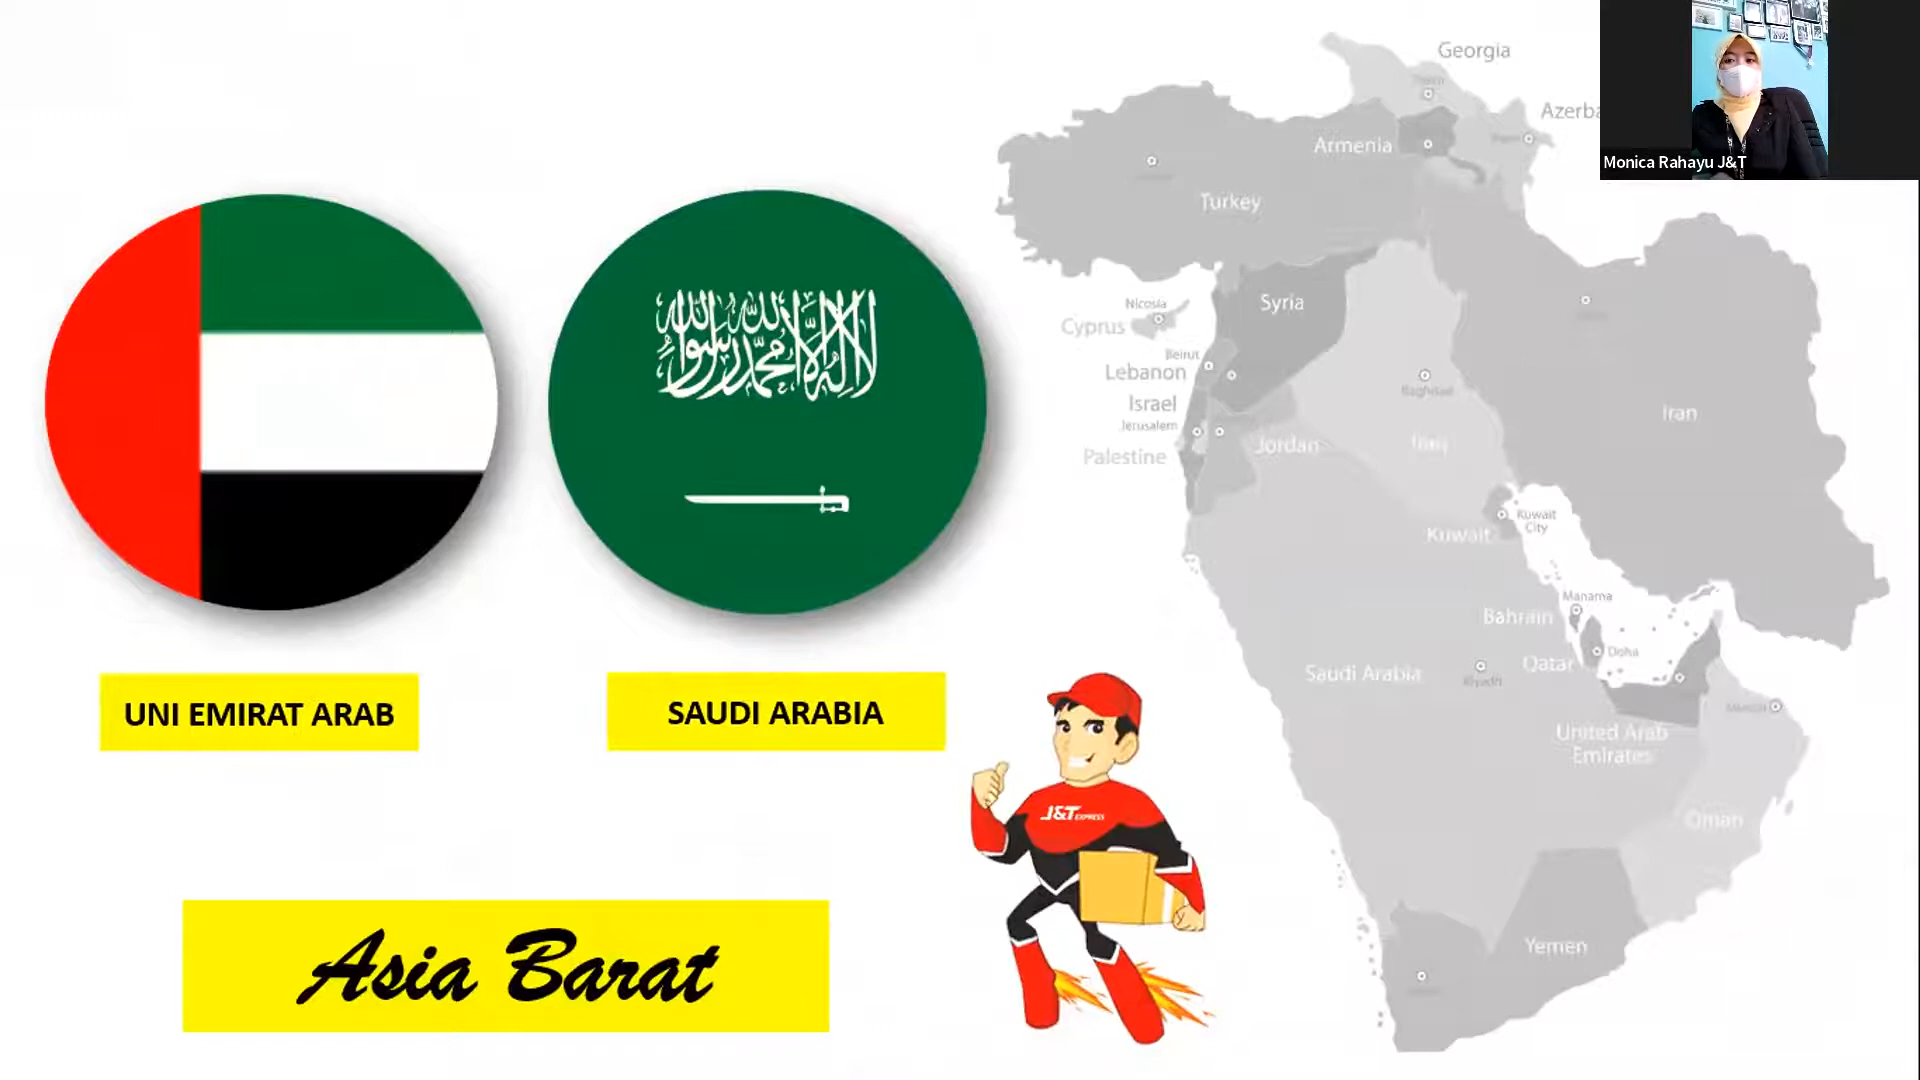 Georgia
Azerba
Armenia
Monica Rahayu J&T
Turkey
Syria
Nicosia
Cyprus
Beirut
Lebanon
Israel
Jerusalem
Palestine
Jordan
Baghdad
Iraq
Iran
لا إله إلا الله محمد رسول الله
Kuwait
City
Kuwait
Manama
Bahrain
Doha
Qatar
Saudi Arabia
Riyadh
UNI EMIRAT ARAB
SAUDI ARABIA
United Arab
Emirates
Muscat
Oman
J&T EXPRESS
Yemen
Asia Barat